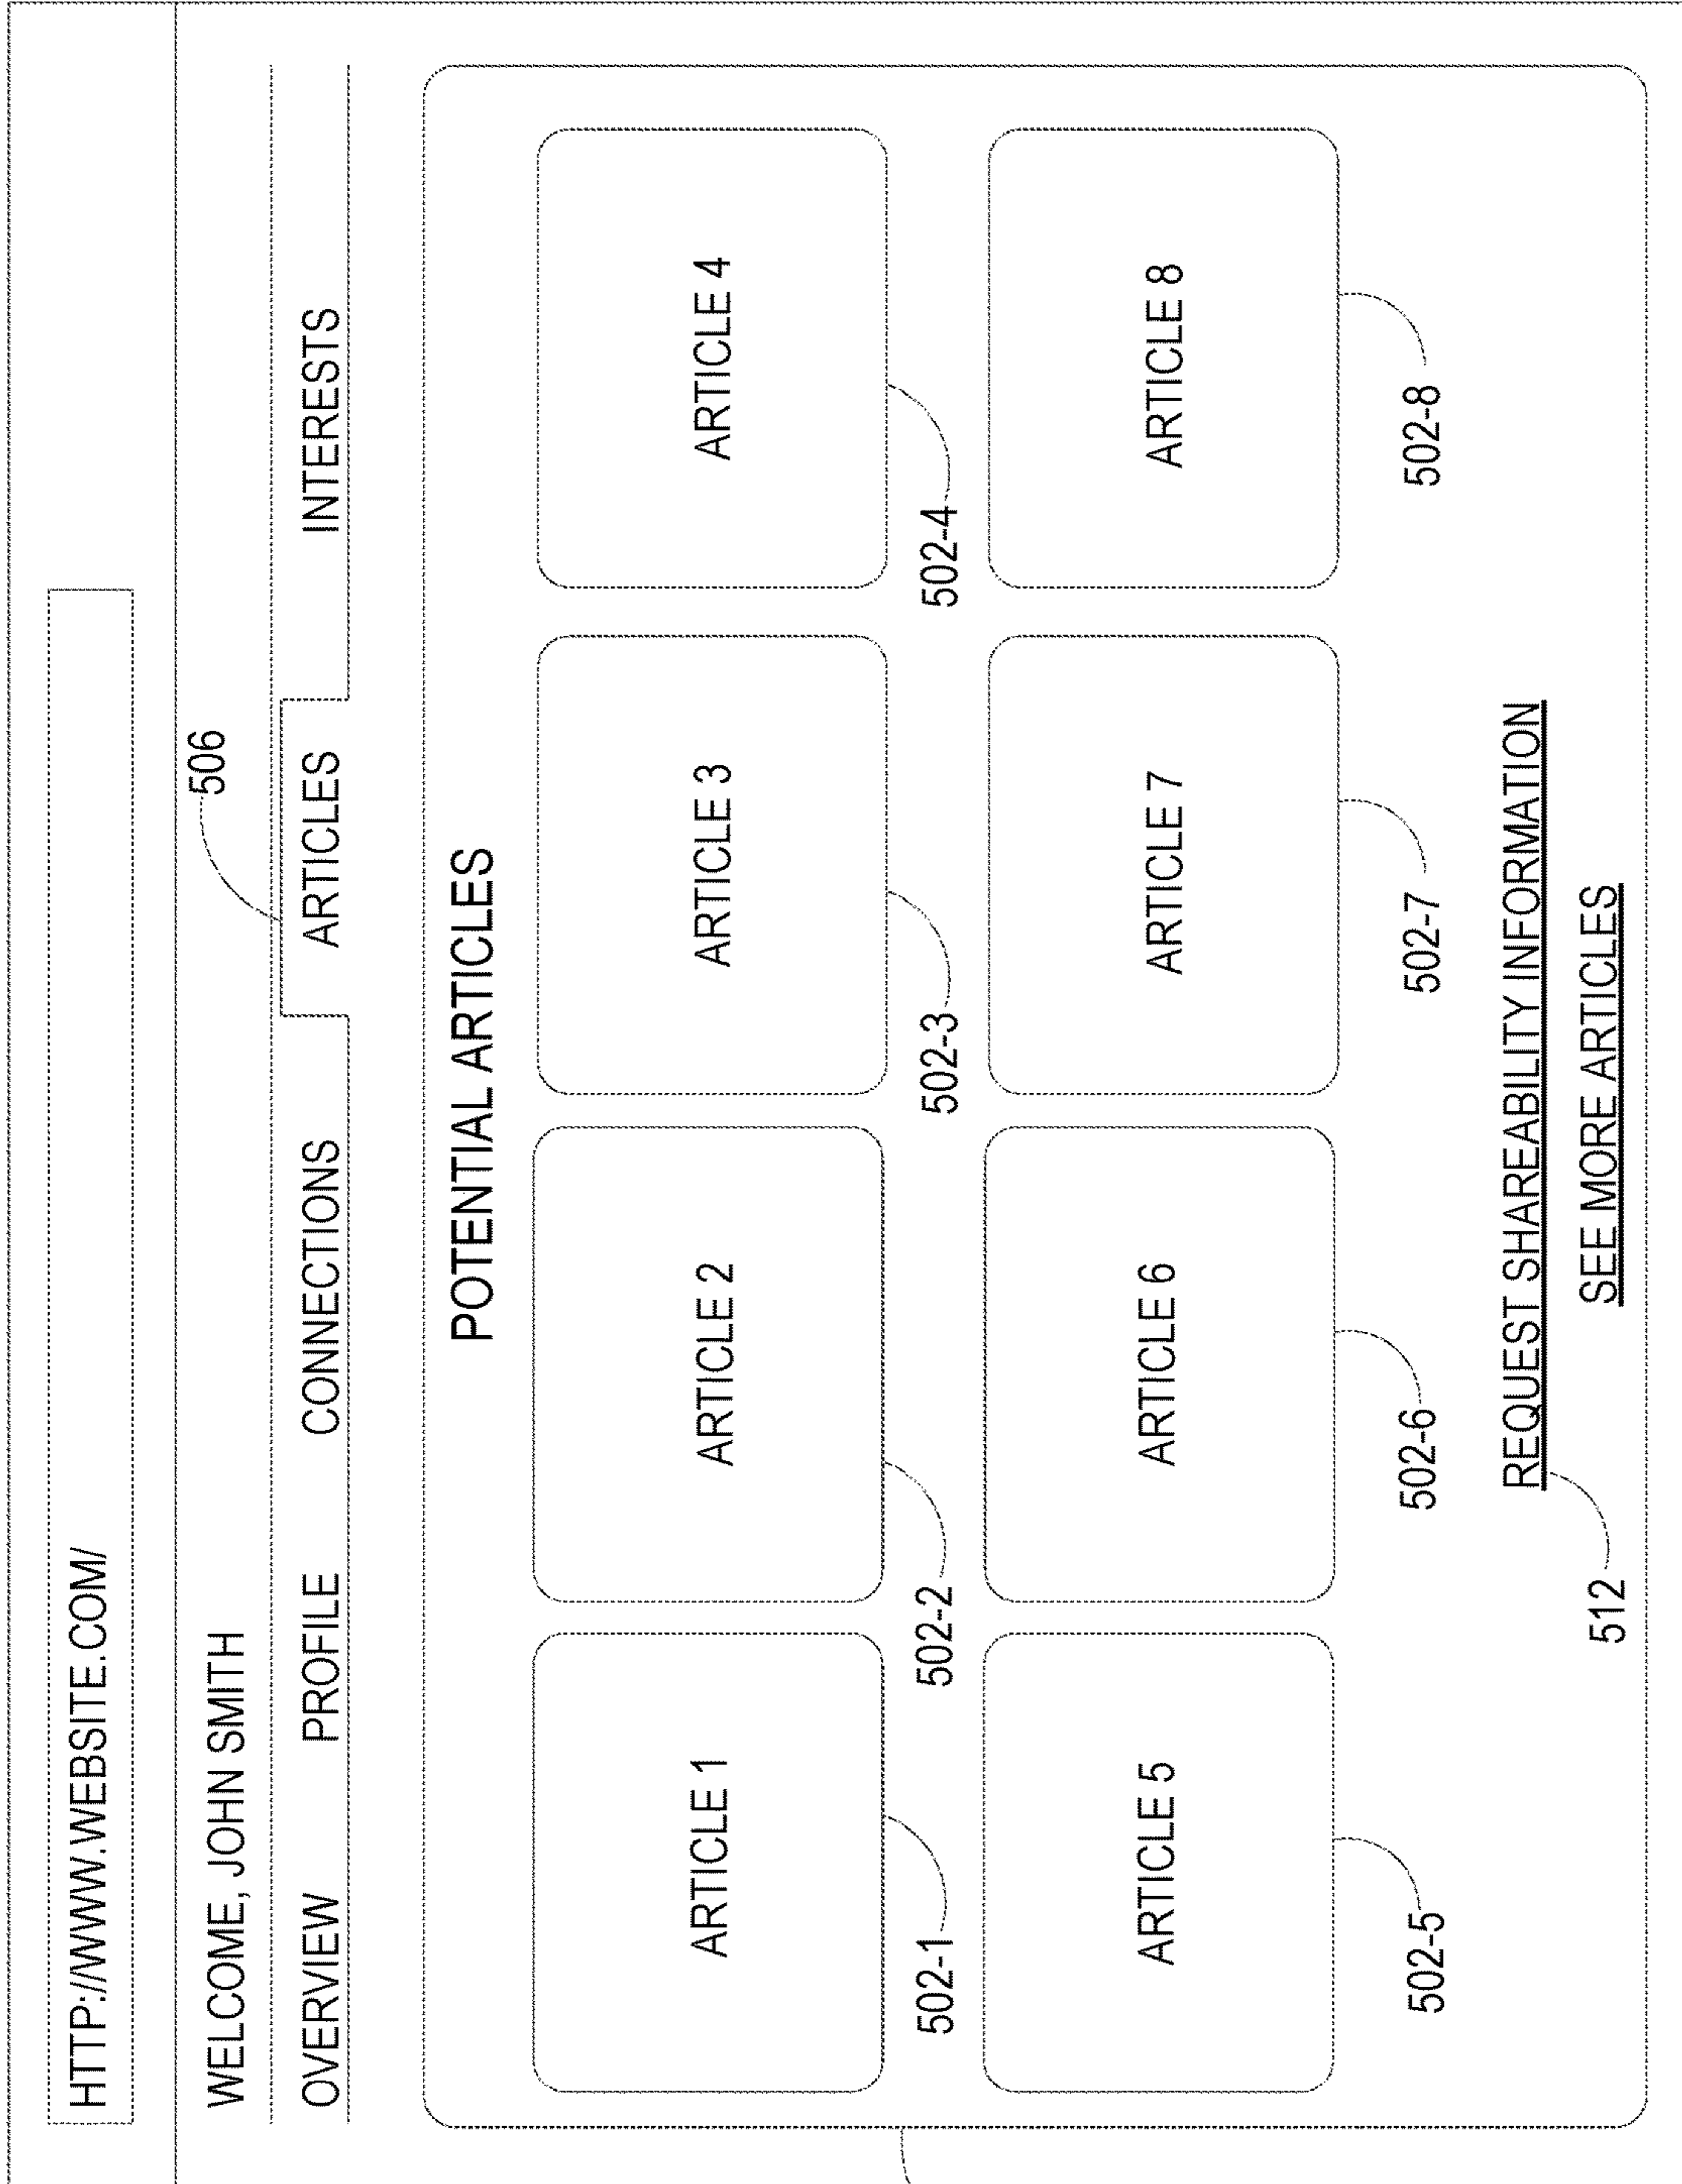 HTTP://WWW.WEBSITE.COM/
WELCOME, JOHN SMITH
506
OVERVIEW PROFILE CONNECTIONS ARTICLES INTERESTS
POTENTIAL ARTICLES
ARTICLE 1 ARTICLE 2 ARTICLE 3 ARTICLE 4
502-1 502-2 502-3 502-4
ARTICLE 5 ARTICLE 6 ARTICLE 7 ARTICLE 8
502-5 502-6 502-7 502-8
REQUEST SHAREABILITY INFORMATION
512
SEE MORE ARTICLES